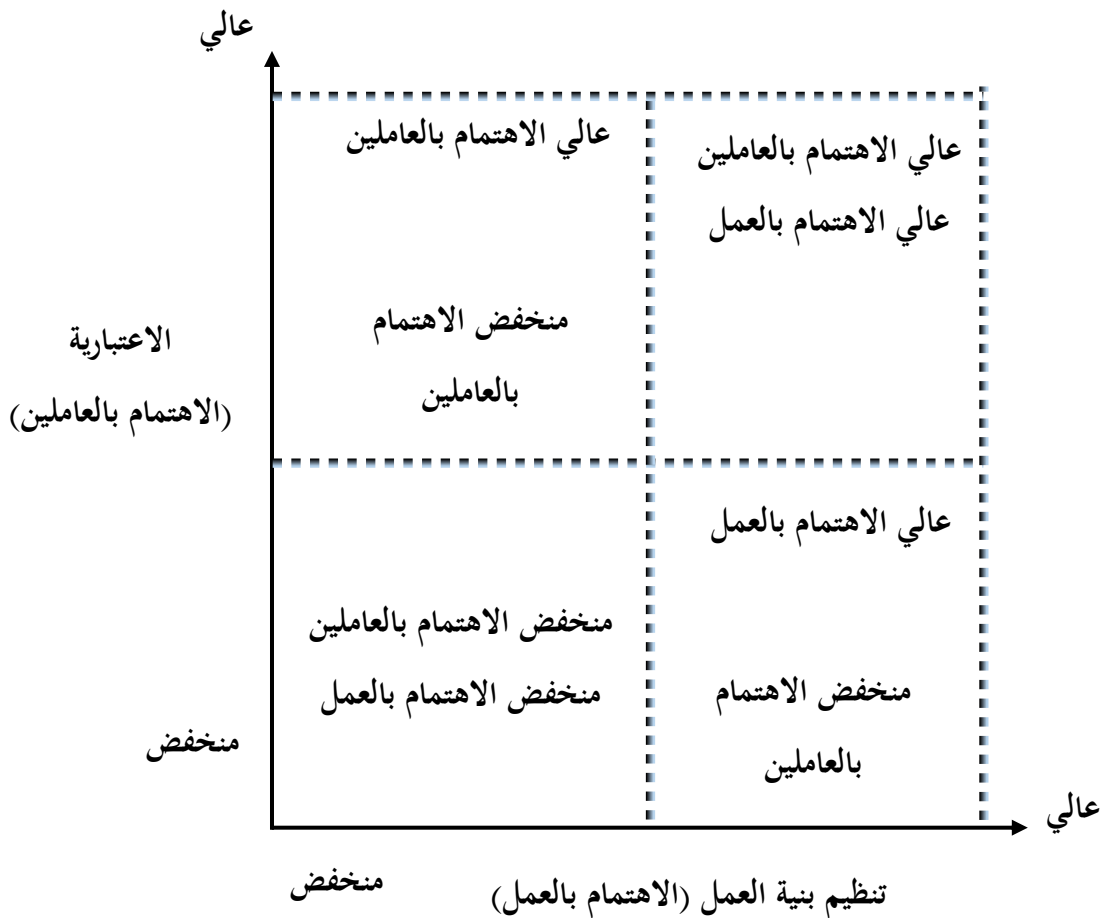 عالي
عالي الاهتمام بالعاملين
عالي الاهتمام بالعمل
عالي الاهتمام بالعاملين
منخفض الاهتمام
بالعاملين
الاعتبارية
(الاهتمام بالعاملين)
عالي الاهتمام بالعمل
منخفض الاهتمام
بالعاملين
منخفض الاهتمام بالعاملين
منخفض الاهتمام بالعمل
منخفض
عالي
تنظيم بنية العمل (الاهتمام بالعمل)
منخفض